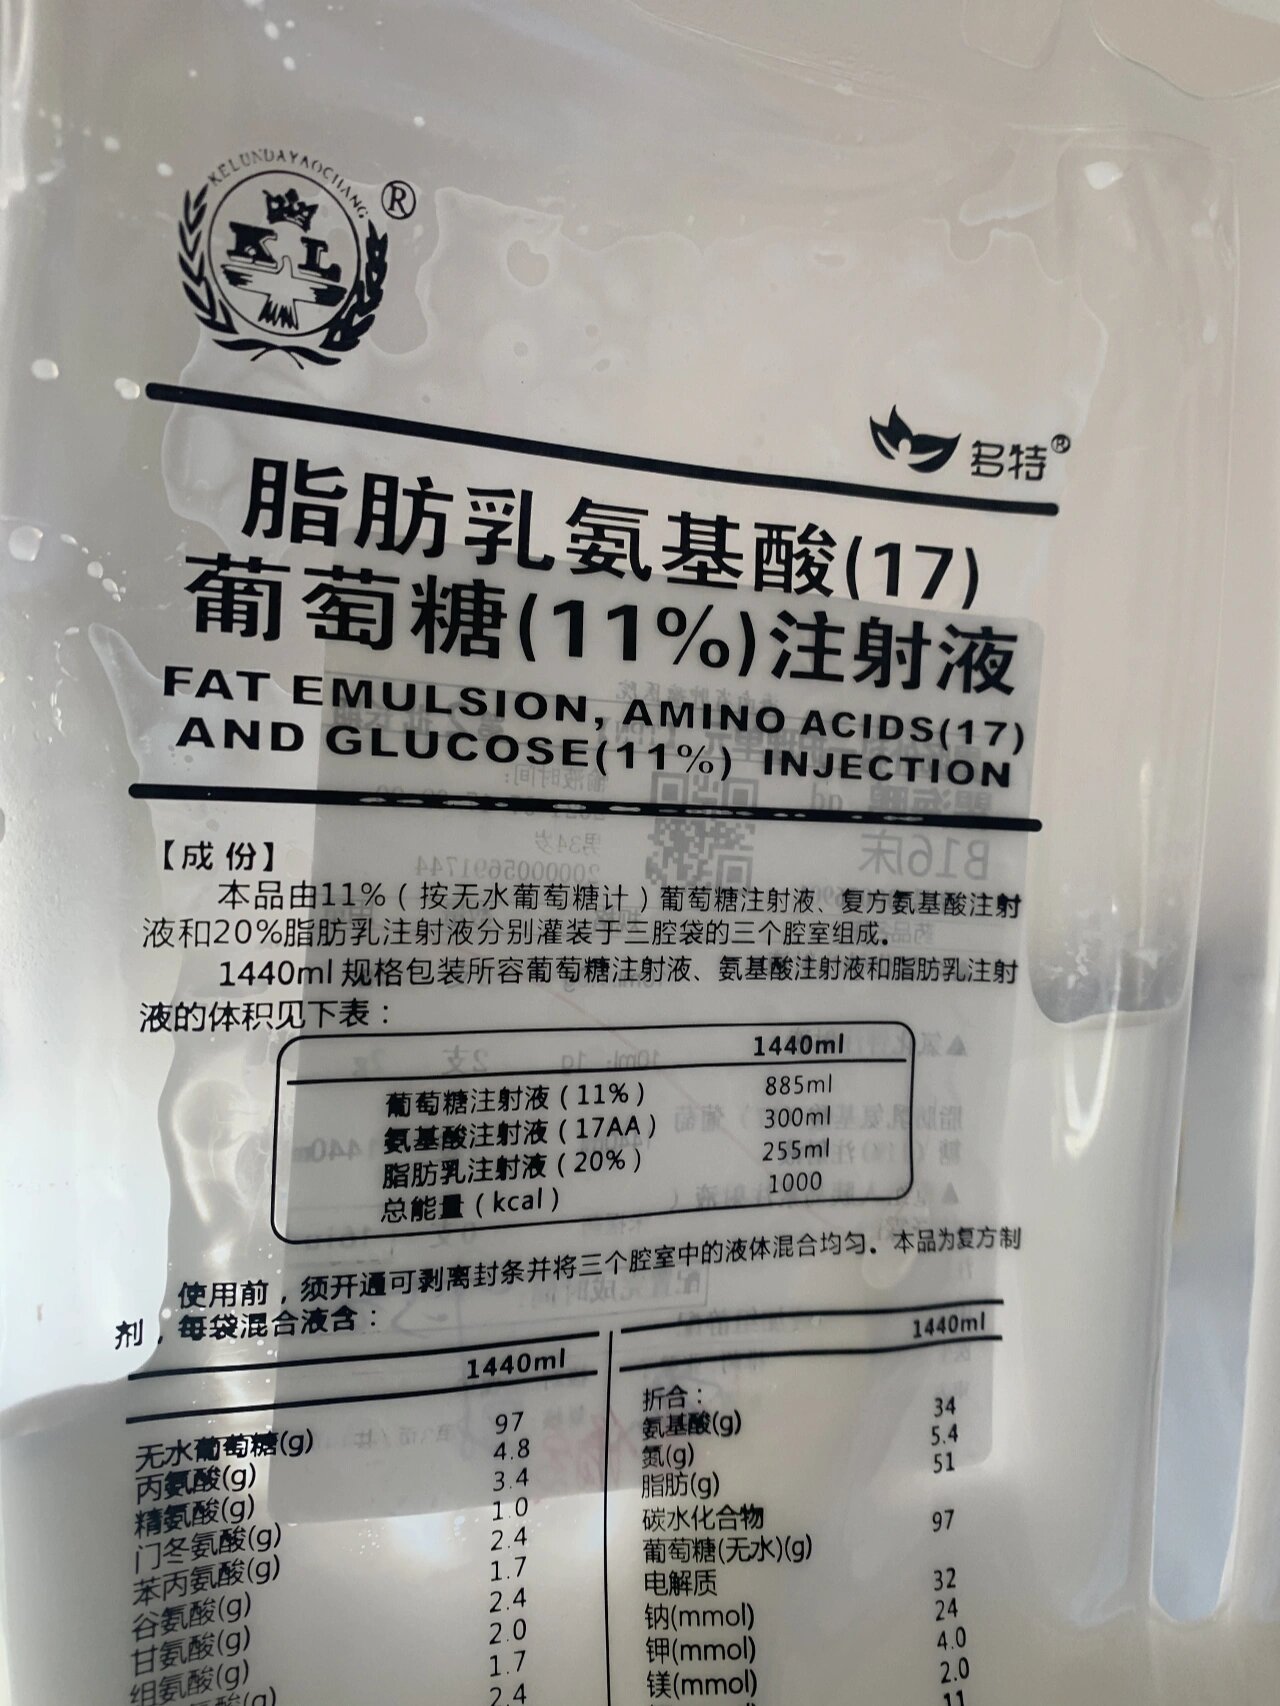 KELUNDAYAOCHANG
®
KL
多特®
脂肪乳氨基酸(17)
葡萄糖(11%)注射液
FAT EMULSION, AMINO ACIDS(17)
AND GLUCOSE(11%) INJECTION
【成 份】
本品由11%（按无水葡萄糖计）葡萄糖注射液、复方氨基酸注射
液和20%脂肪乳注射液分别灌装于三腔袋的三个腔室组成。
1440ml 规格包装所容葡萄糖注射液、氨基酸注射液和脂肪乳注射
液的体积见下表：
1440ml
葡萄糖注射液（11%） 885ml
氨基酸注射液（17AA） 300ml
脂肪乳注射液（20%） 255ml
总能量（kcal） 1000
使用前，须开通可剥离封条并将三个腔室中的液体混合均匀。本品为复方制
剂，每袋混合液含：
1440ml
无水葡萄糖(g) 97
丙氨酸(g) 4.8
精氨酸(g) 3.4
门冬氨酸(g) 1.0
苯丙氨酸(g) 2.4
谷氨酸(g) 1.7
甘氨酸(g) 2.4
组氨酸(g) 2.0
氨酸(g) 1.7
2.4
1440ml
折合：
氨基酸(g) 34
氮(g) 5.4
脂肪(g) 51
碳水化合物
葡萄糖(无水)(g) 97
电解质
钠(mmol) 32
钾(mmol) 24
镁(mmol) 4.0
2.0
11
B16床
男34岁
2000005691744